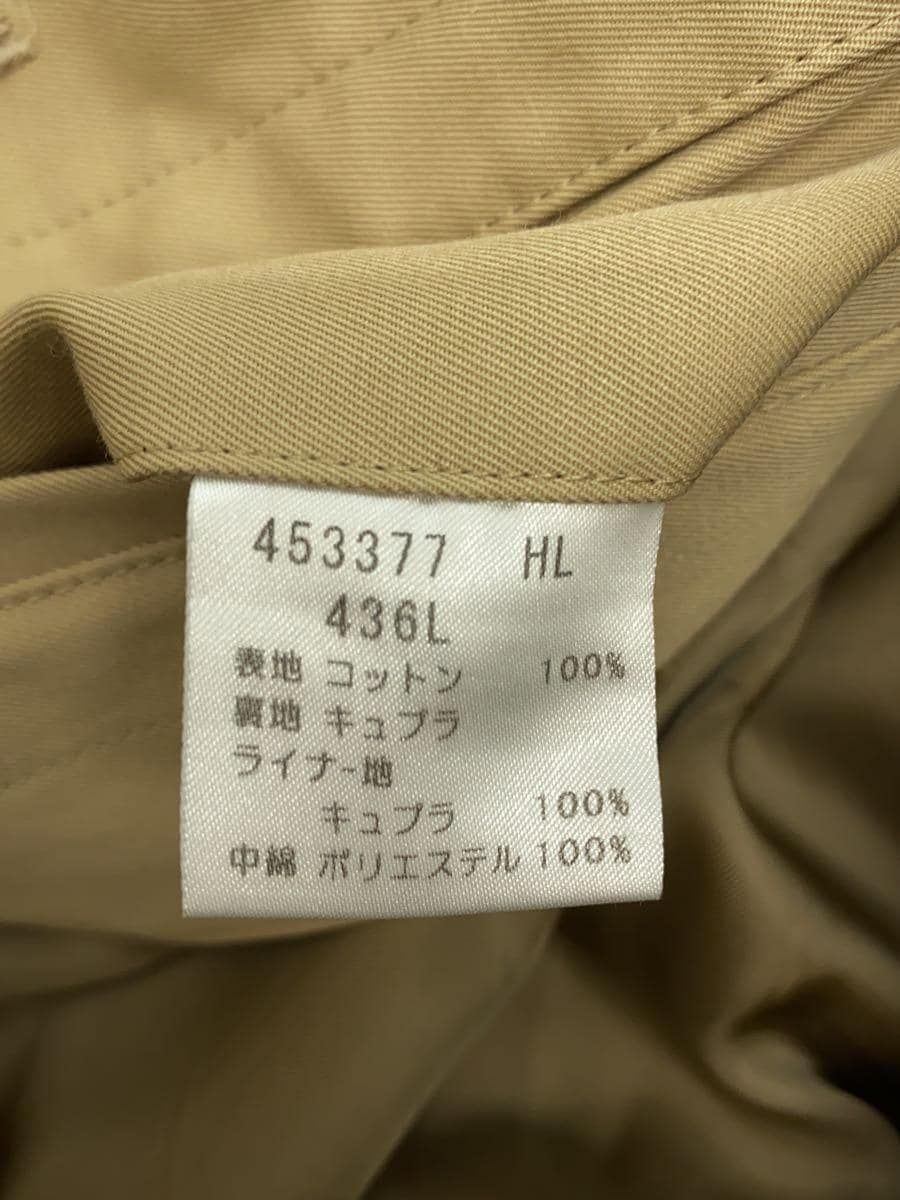 453377 HL
436L
表地 コットン 100%
裏地 キュプラ
ライナー地
キュプラ 100%
中綿 ポリエステル 100%